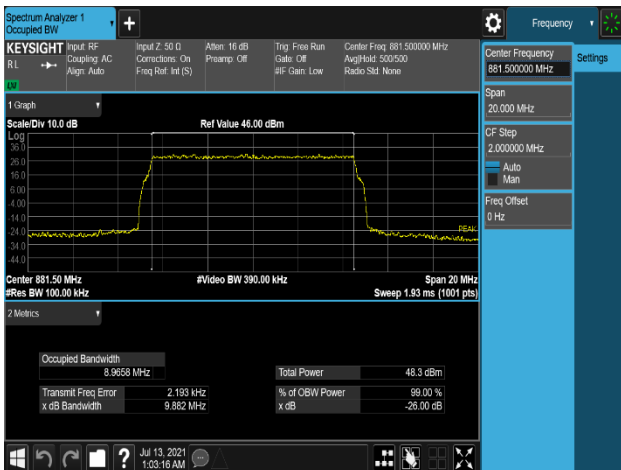 Spectrum Analyzer 1
Occupied BW
Frequency
KEYSIGHT
RL
Input: RF
Coupling: AC
Align: Auto
Input Z: 50 Ω
Corrections: On
Freq Ref: Int (S)
Atten: 16 dB
Preamp: Off
Trig: Free Run
Gate: Off
#IF Gain: Low
Center Freq: 881.500000 MHz
Avg|Hold: 500/500
Radio Std: None
Center Frequency
881.500000 MHz
Settings
Span
20.000 MHz
CF Step
2.000000 MHz
Auto
Man
Freq Offset
0 Hz
1 Graph
Scale/Div 10.0 dB
Ref Value 46.00 dBm
Log
36.0
26.0
16.0
6.00
-4.00
-14.0
-24.0
-34.0
-44.0
PEAK
Center 881.50 MHz
#Video BW 390.00 kHz
Span 20 MHz
#Res BW 100.00 kHz
Sweep 1.93 ms (1001 pts)
2 Metrics
Occupied Bandwidth
8.9658 MHz
Total Power 48.3 dBm
Transmit Freq Error 2.193 kHz
% of OBW Power 99.00 %
x dB Bandwidth 9.882 MHz
x dB -26.00 dB
?
Jul 13, 2021
1:03:16 AM